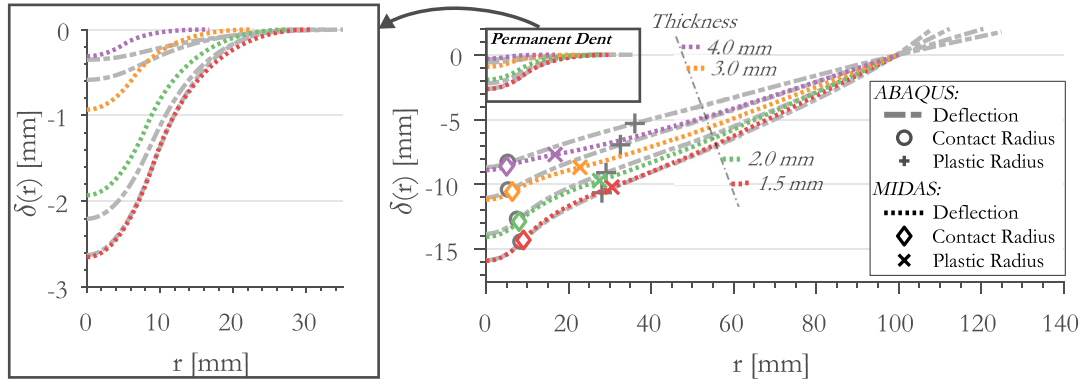 0
-1
-2
-3
δ(r) [mm]
0
10
20
30
r [mm]
Permanent Dent
Thickness
4.0 mm
3.0 mm
2.0 mm
1.5 mm
0
-5
-10
-15
δ(r) [mm]
0
20
40
60
80
100
120
140
r [mm]
ABAQUS:
Deflection
Contact Radius
Plastic Radius
MIDAS:
Deflection
Contact Radius
Plastic Radius